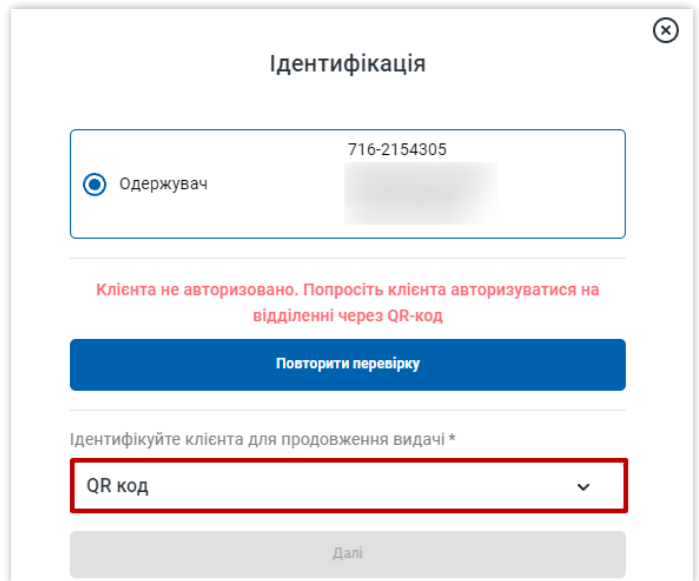 Ідентифікація
716-2154305
Одержувач
Клієнта не авторизовано. Попросіть клієнта авторизуватися на
відділенні через QR-код
Повторити перевірку
Ідентифікуйте клієнта для продовження видачі *
QR код
Далі